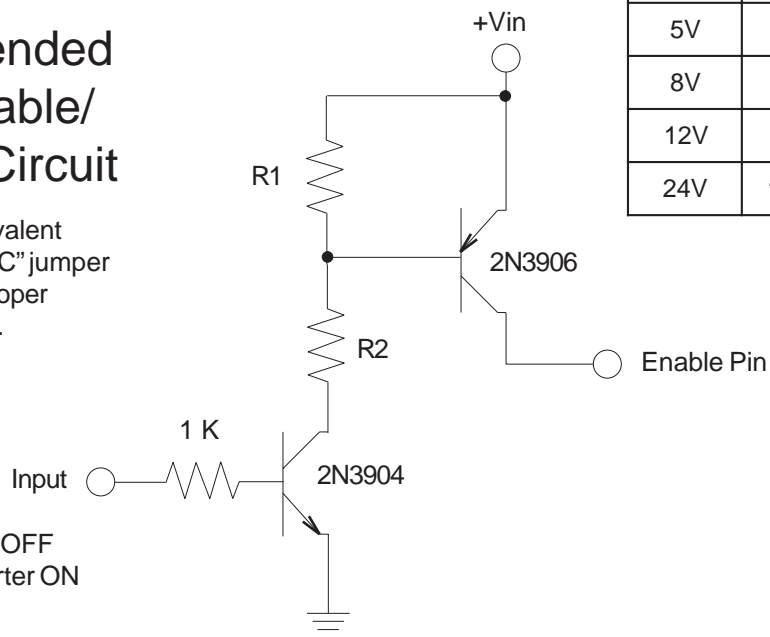 ended
able/
Circuit
valent
C” jumper
oper
.
OFF
rter ON
+Vin
R1
2N3906
R2
Enable Pin
1 K
Input
2N3904
5V
8V
12V
24V